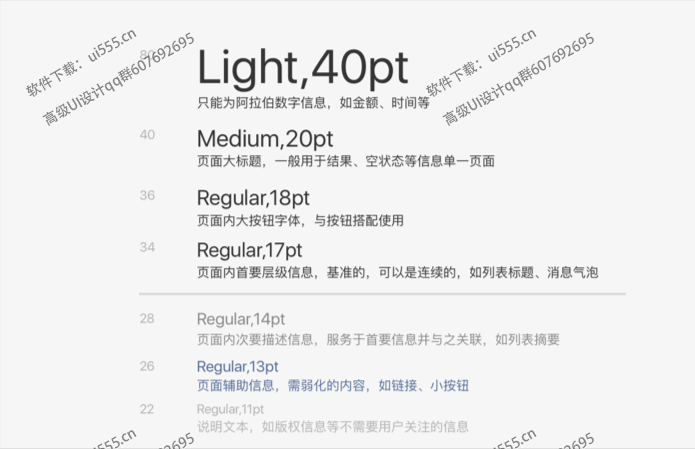 软件下载：ui555.cn
高级UI设计qq群607692695
软件下载：ui555.cn
高级UI设计qq群607692695
80
Light,40pt
只能为阿拉伯数字信息，如金额、时间等
40
Medium,20pt
页面大标题，一般用于结果、空状态等信息单一页面
36
Regular,18pt
页面内大按钮字体，与按钮搭配使用
34
Regular,17pt
页面内首要层级信息，基准的，可以是连续的，如列表标题、消息气泡
28
Regular,14pt
页面内次要描述信息，服务于首要信息并与之关联，如列表摘要
26
Regular,13pt
页面辅助信息，需弱化的内容，如链接、小按钮
22
Regular,11pt
说明文本，如版权信息等不需要用户关注的信息